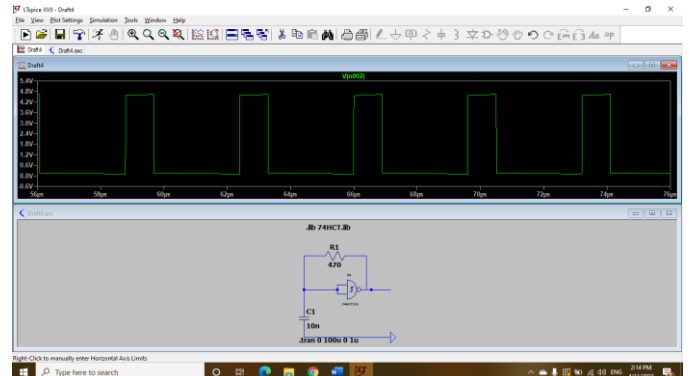 LTspice XVII - Draft4
File View Plot Settings Simulation Tools Window Help
Draft4 Draft4.asc
Draft4
V(n002)
5.4V
4.8V
4.2V
3.6V
3.0V
2.4V
1.8V
1.2V
0.6V
0.0V
-0.6V
56µs 58µs 60µs 62µs 64µs 66µs 68µs 70µs 72µs 74µs 76µs
Draft4.asc
.lib 74HCT.lib
R1
470
C1
10n
.tran 0 100u 0 1u
Right-Click to manually enter Horizontal Axis Limits
Type here to search
ENG
2:14 PM